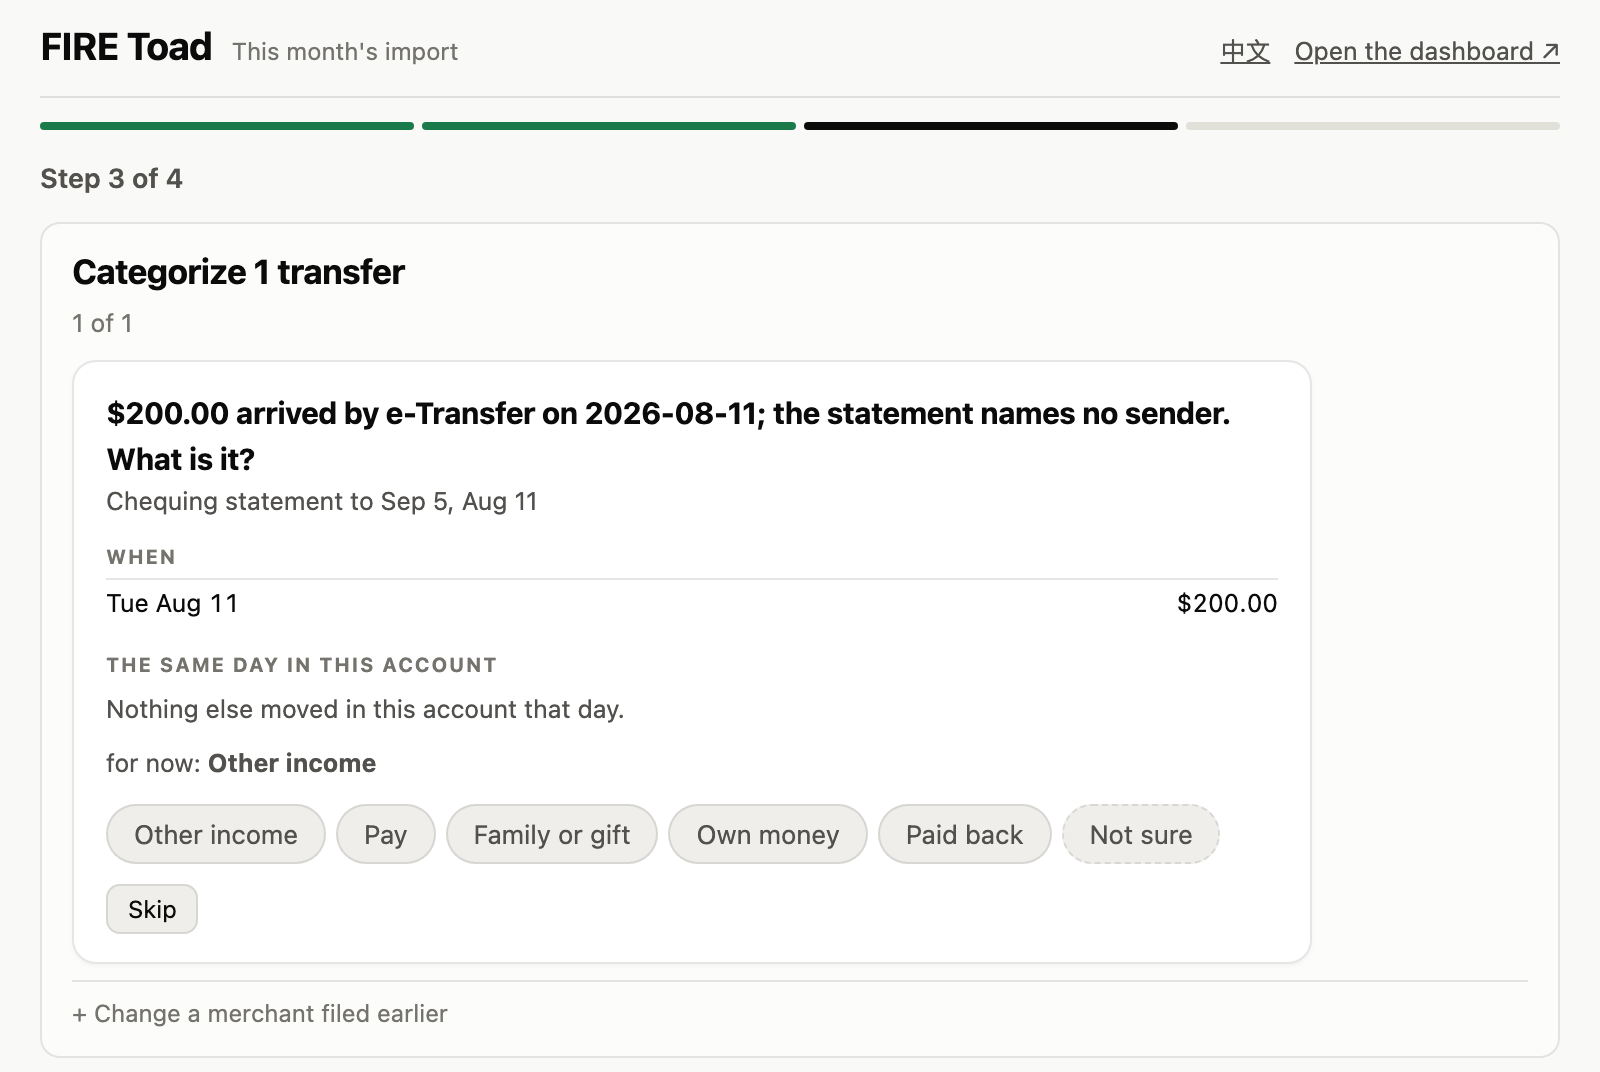 FIRE Toad This month's import 中文 Open the dashboard ↗
Step 3 of 4
Categorize 1 transfer
1 of 1
$200.00 arrived by e-Transfer on 2026-08-11; the statement names no sender.
What is it?
Chequing statement to Sep 5, Aug 11
WHEN
Tue Aug 11 $200.00
THE SAME DAY IN THIS ACCOUNT
Nothing else moved in this account that day.
for now: Other income
Other income Pay Family or gift Own money Paid back Not sure
Skip
+ Change a merchant filed earlier